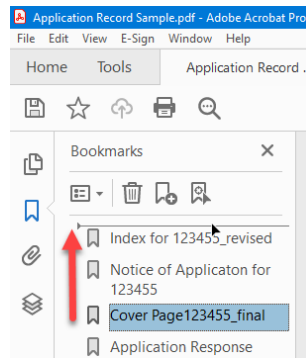 Application Record Sample.pdf - Adobe Acrobat Pro
File Edit View E-Sign Window Help
Home Tools Application Record .
Bookmarks
Index for 123455_revised
Notice of Applicaton for
123455
Cover Page123455_final
Application Response